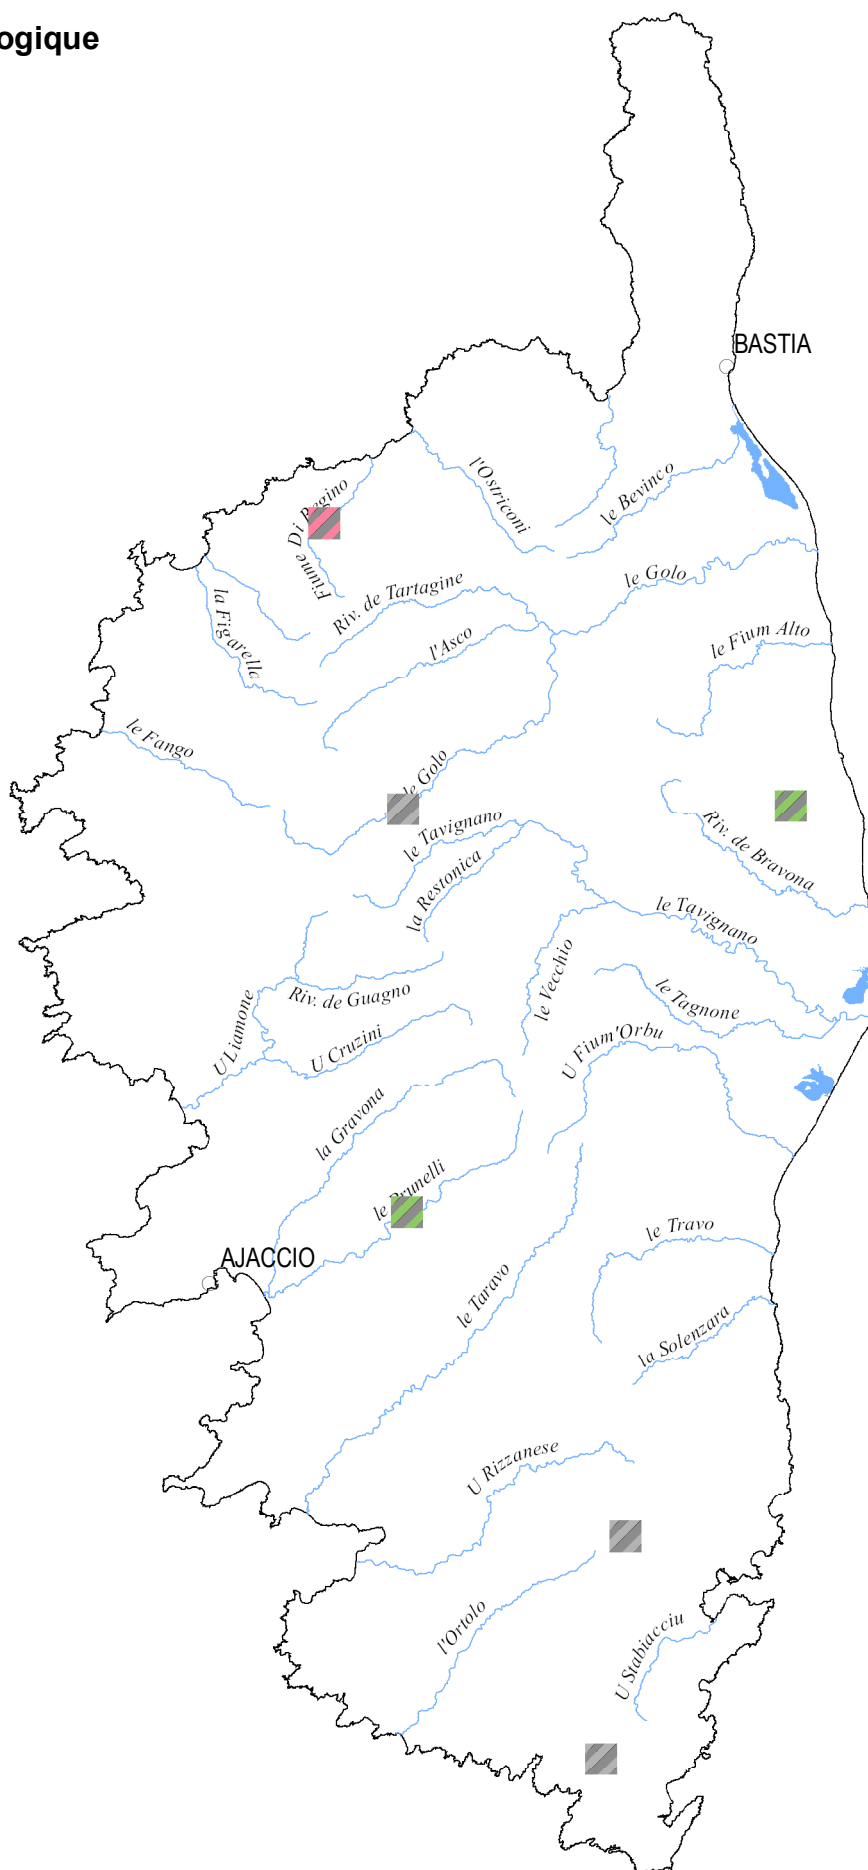 ogique
BASTIA
l'Ostriconi
le Bevinco
Fiume Di Regino
le Golo
Riv. de Tartagine
la Figarella
l'Asco
le Fium Alto
le Fango
le Golo
le Tavignano
Riv. de Bravona
la Restonica
le Tavignano
le Vecchio
Riv. de Guagno
le Tagnone
U Liamone
U Cruzini
U Fium'Orbu
la Gravona
le Prunelli
le Travo
AJACCIO
le Taravo
la Solenzara
U Rizzanese
l'Ortolo
U Stabiacciu